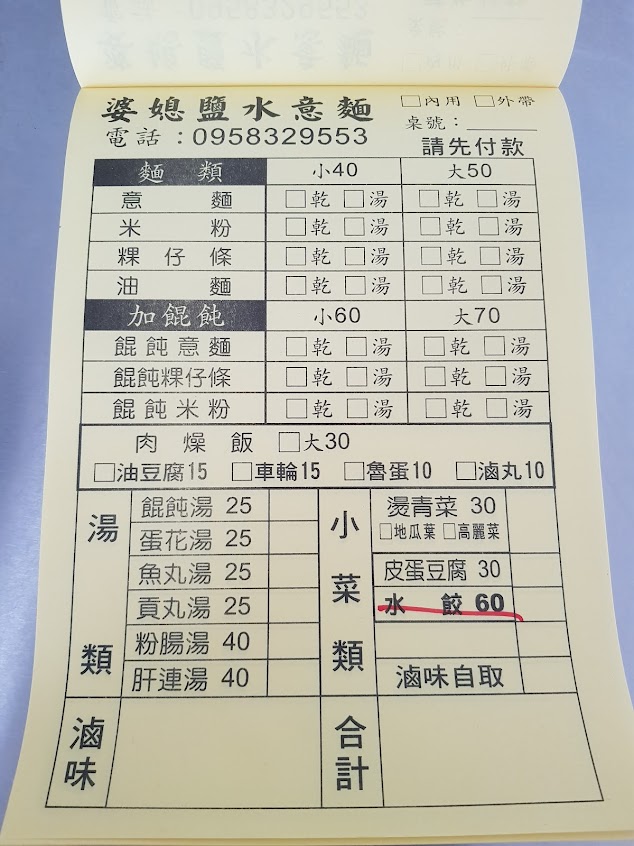 婆媳鹽水意麵 □內用 □外帶
電話：0958329553 桌號：
請先付款
麵類 小40 大50
意麵 □乾 □湯 □乾 □湯
米粉 □乾 □湯 □乾 □湯
粿仔條 □乾 □湯 □乾 □湯
油麵 □乾 □湯 □乾 □湯
加餛飩 小60 大70
餛飩意麵 □乾 □湯 □乾 □湯
餛飩粿仔條 □乾 □湯 □乾 □湯
餛飩米粉 □乾 □湯 □乾 □湯
肉燥飯 □大30
□油豆腐15 □車輪15 □魯蛋10 □滷丸10
湯類
餛飩湯 25
蛋花湯 25
魚丸湯 25
貢丸湯 25
粉腸湯 40
肝連湯 40
小菜類
燙青菜 30
□地瓜葉 □高麗菜
皮蛋豆腐 30
水餃 60
滷味自取
滷味
合計